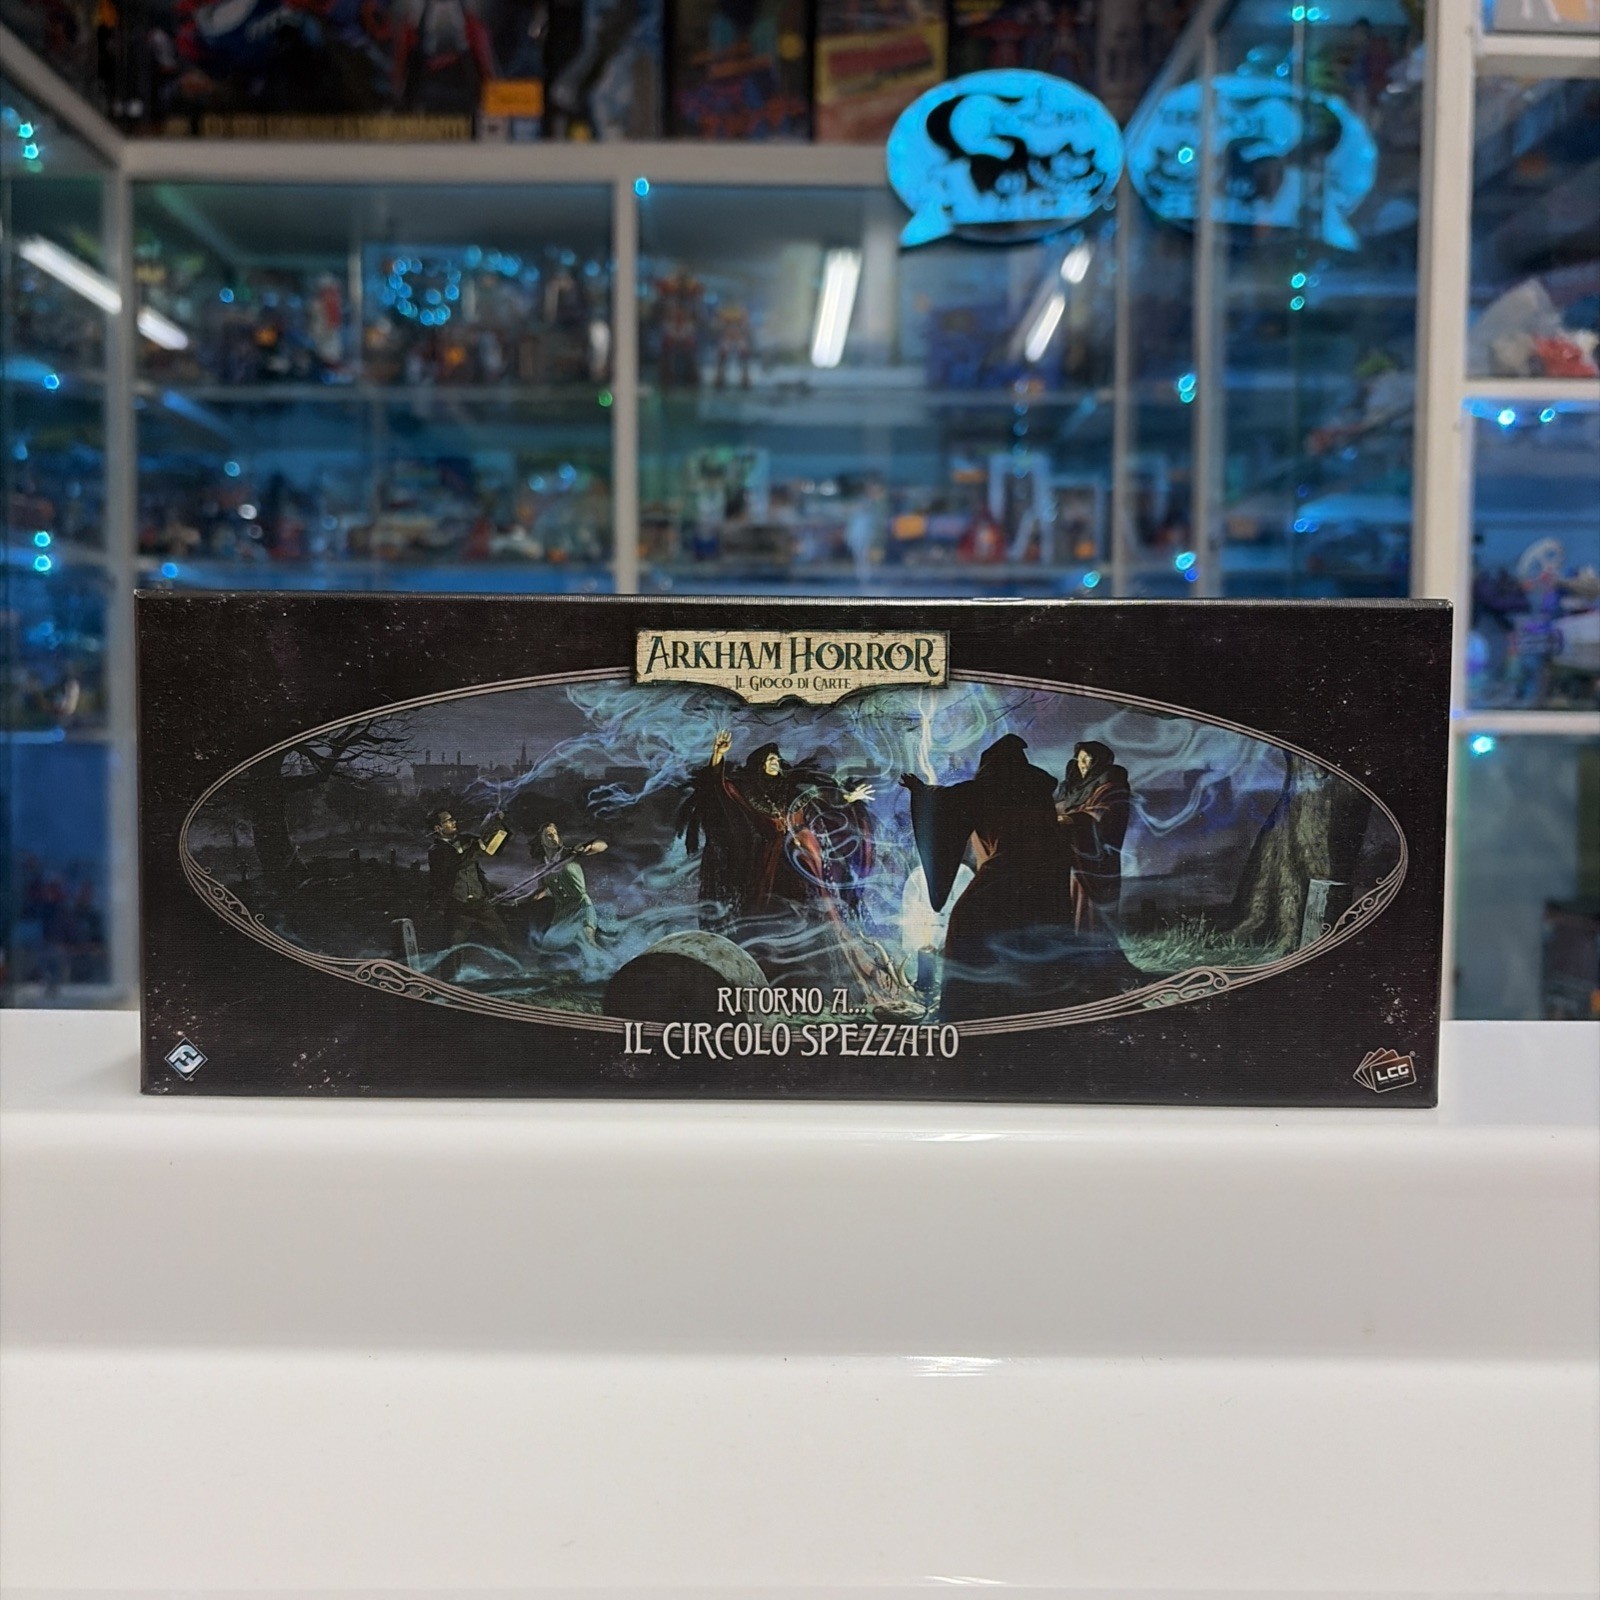 ARKHAM HORROR
IL GIOCO DI CARTE
RITORNO A...
IL CIRCOLO SPEZZATO
LCG